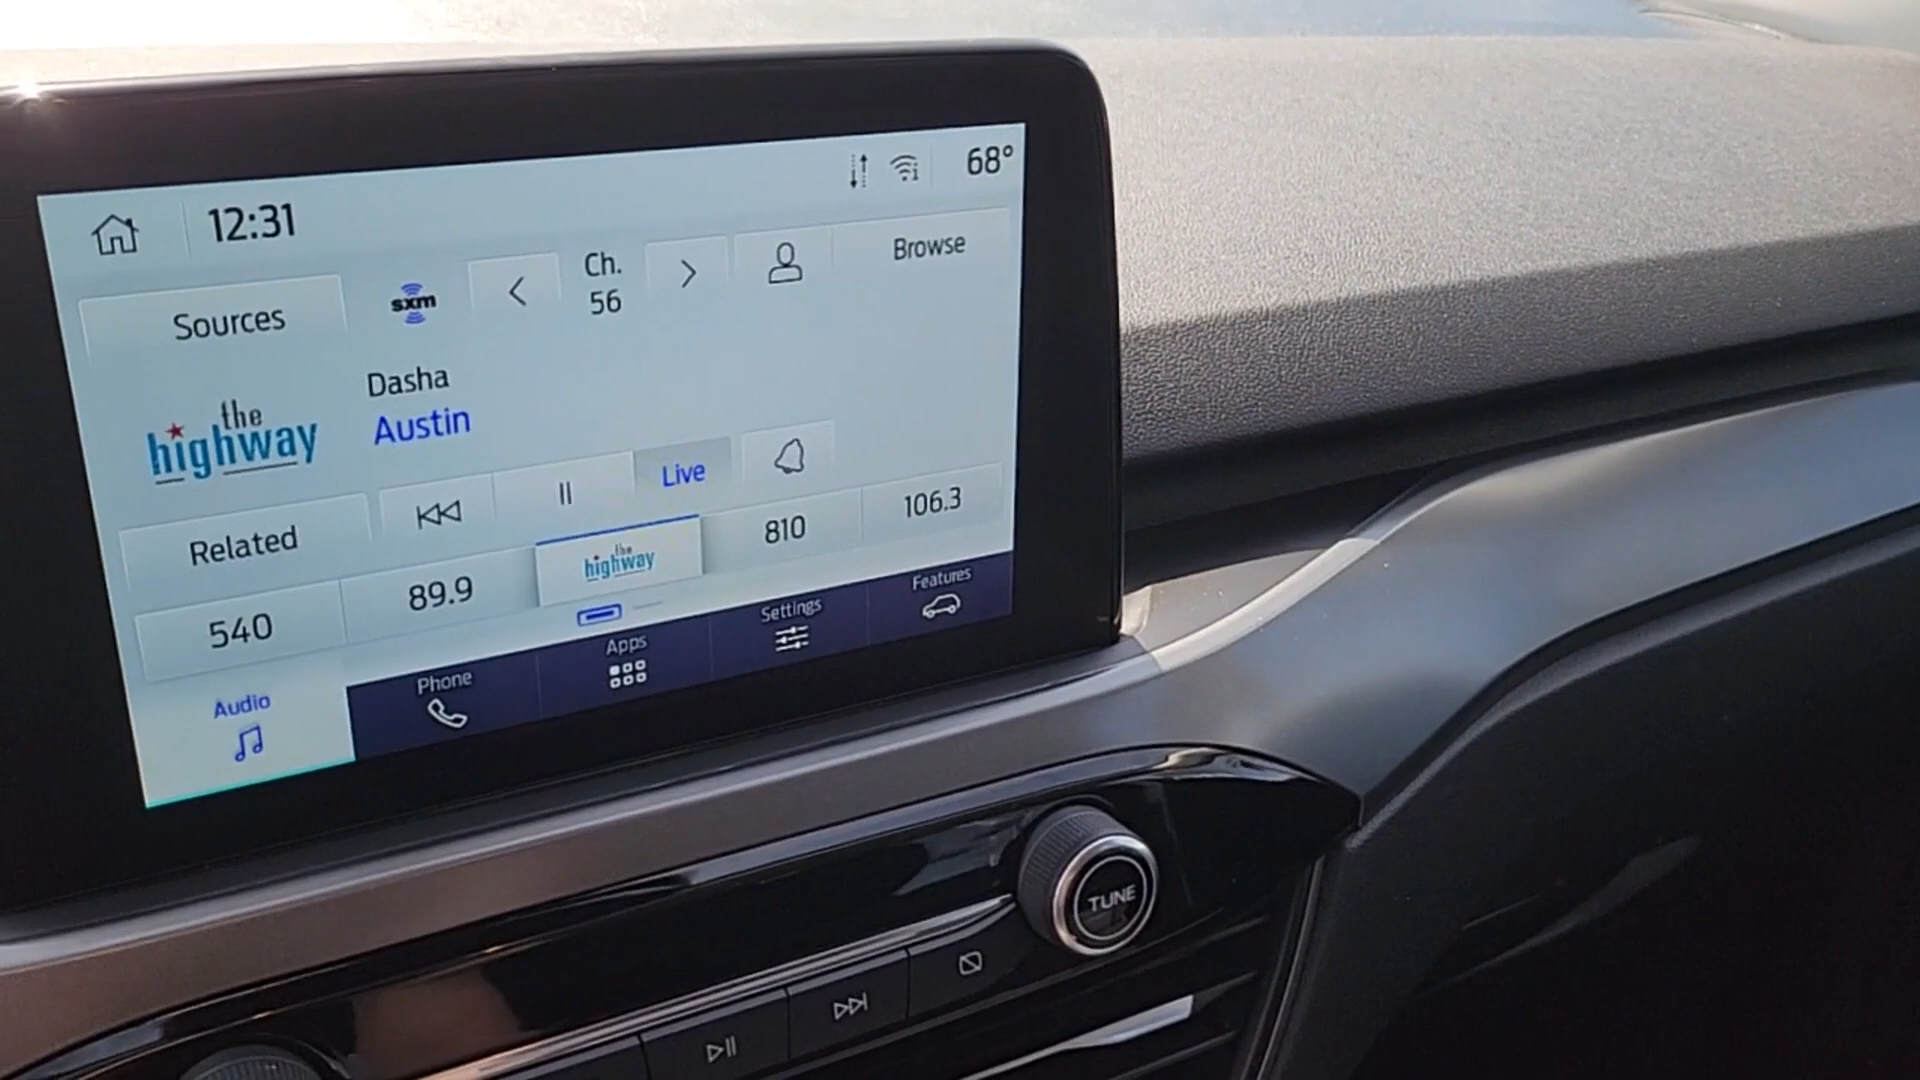 12:31
68°
Sources
sxm
Ch.
56
Browse
the
highway
Dasha
Austin
Live
Related
540
89.9
the
highway
810
106.3
Audio
Phone
Apps
Settings
Features
TUNE